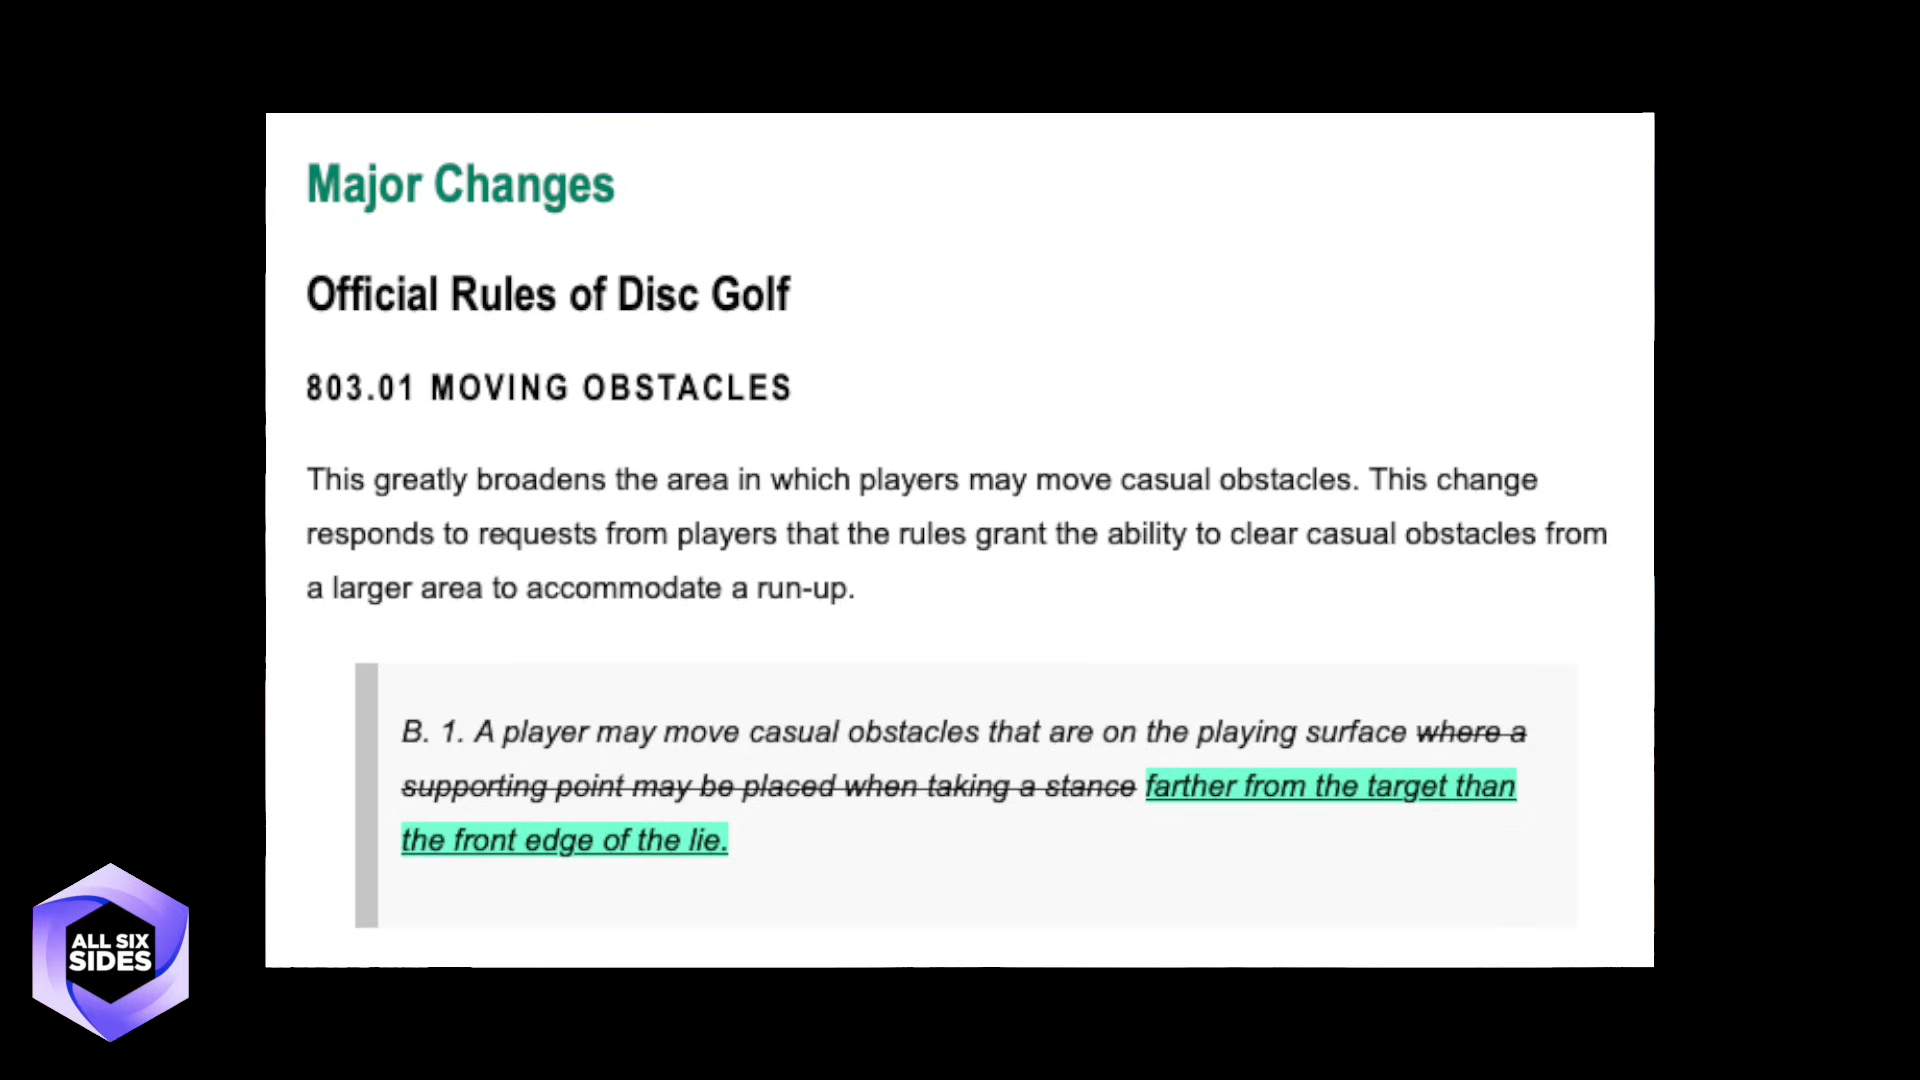 Major Changes
Official Rules of Disc Golf
803.01 MOVING OBSTACLES
This greatly broadens the area in which players may move casual obstacles. This change
responds to requests from players that the rules grant the ability to clear casual obstacles from
a larger area to accommodate a run-up.
B. 1. A player may move casual obstacles that are on the playing surface where a
supporting point may be placed when taking a stance farther from the target than
the front edge of the lie.
ALL SIX
SIDES